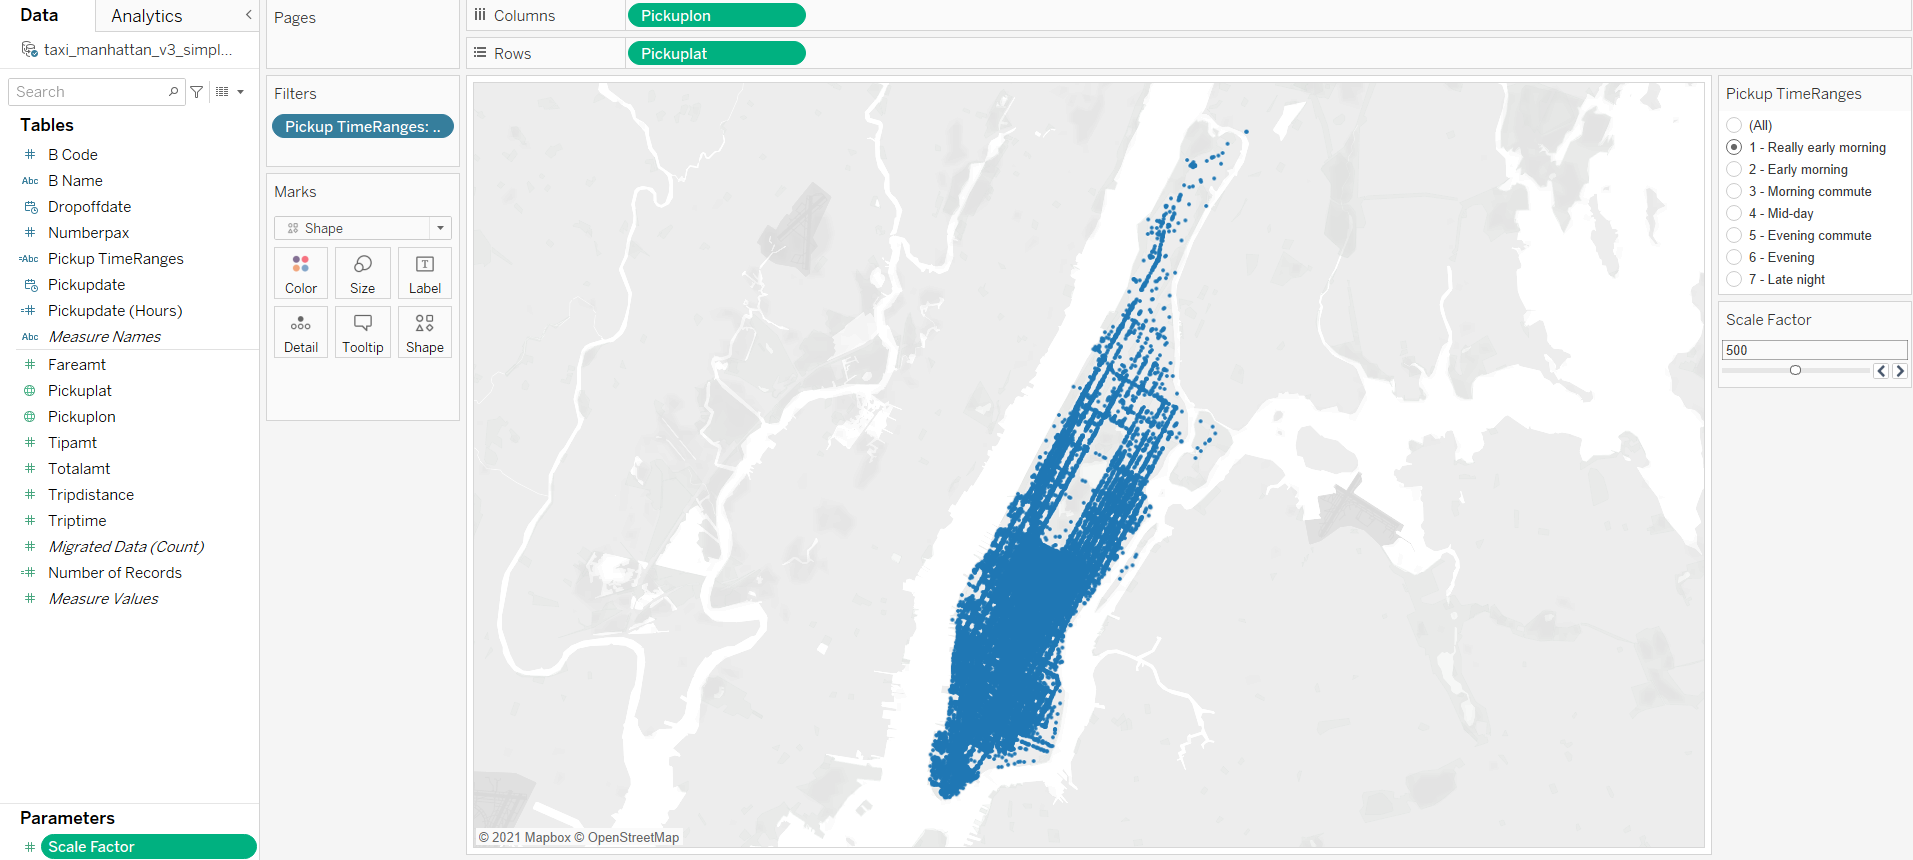 Data
Analytics
taxi_manhattan_v3_simpl...
Search
Tables
B Code
Abc B Name
Dropoffdate
Numberpax
=Abc Pickup TimeRanges
Pickupdate
Pickupdate (Hours)
Abc Measure Names
Fareamt
Pickuplat
Pickuplon
Tipamt
Totalamt
Tripdistance
Triptime
Migrated Data (Count)
Number of Records
Measure Values
Parameters
Scale Factor
Pages
Filters
Pickup TimeRanges: ..
Marks
Shape
Color
Size
T
Label
Detail
Tooltip
Shape
Columns
Pickuplon
Rows
Pickuplat
© 2021 Mapbox © OpenStreetMap
Pickup TimeRanges
(All)
1 - Really early morning
2 - Early morning
3 - Morning commute
4 - Mid-day
5 - Evening commute
6 - Evening
7 - Late night
Scale Factor
500